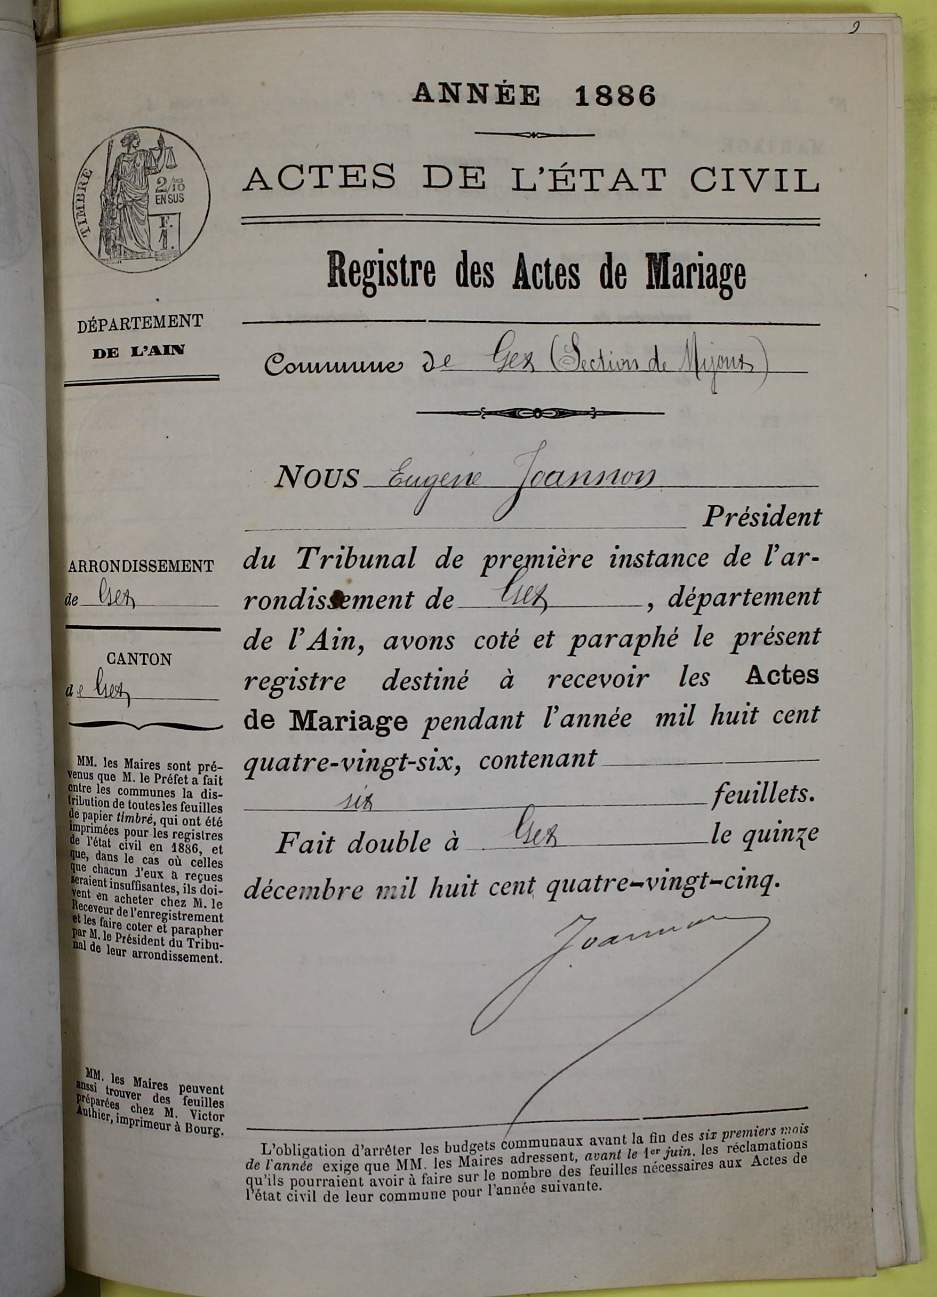 9
ANNÉE 1886
ACTES DE L'ÉTAT CIVIL
Registre des Actes de Mariage
Commune de Gex (Section de Mijoux)
TIMBRE
2/10
EN SUS
F.
1.
DÉPARTEMENT
DE L'AIN
NOUS Eugène Joannon
Président
du Tribunal de première instance de l'ar-
rondissement de Gex, département
de l'Ain, avons coté et paraphé le présent
registre destiné à recevoir les Actes
de Mariage pendant l'année mil huit cent
quatre-vingt-six, contenant
six feuillets.
Fait double à Gex le quinze
décembre mil huit cent quatre-vingt-cinq.
Joannon
ARRONDISSEMENT
de Gex
CANTON
de Gex
MM. les Maires sont pré-
venus que M. le Préfet a fait
entre les communes la dis-
tribution de toutes les feuilles
de papier timbré, qui ont été
imprimées pour les registres
de l'état civil en 1886, et
que, dans le cas où celles
que chacun d'eux a reçues
seraient insuffisantes, ils doi-
vent en acheter chez M. le
Receveur de l'enregistrement
et les faire coter et parapher
par M. le Président du Tribu-
nal de leur arrondissement.
MM. les Maires peuvent
aussi trouver des feuilles
préparées chez M. Victor
Authier, imprimeur à Bourg.
L'obligation d'arrêter les budgets communaux avant la fin des six premiers mois
de l'année exige que MM. les Maires adressent, avant le 1er juin, les réclamations
qu'ils pourraient avoir à faire sur le nombre des feuilles nécessaires aux Actes de
l'état civil de leur commune pour l'année suivante.